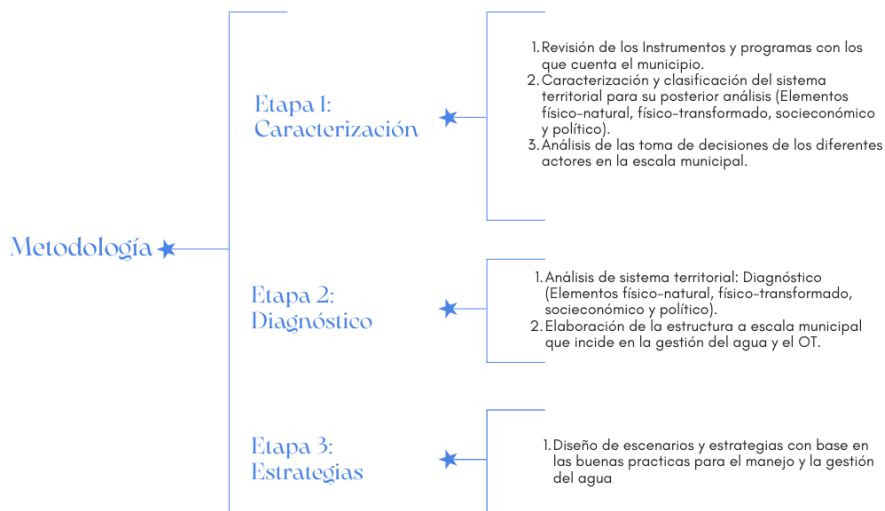 Metodología
Etapa 1:
Caracterización
1. Revisión de los Instrumentos y programas con los
que cuenta el municipio.
2. Caracterización y clasificación del sistema
territorial para su posterior análisis (Elementos
físico-natural, físico-transformado, socieconómico
y político).
3. Análisis de las toma de decisiones de los diferentes
actores en la escala municipal.
Etapa 2:
Diagnóstico
1. Análisis de sistema territorial: Diagnóstico
(Elementos físico-natural, físico-transformado,
socieconómico y político).
2. Elaboración de la estructura a escala municipal
que incide en la gestión del agua y el OT.
Etapa 3:
Estrategias
1. Diseño de escenarios y estrategias con base en
las buenas practicas para el manejo y la gestión
del agua